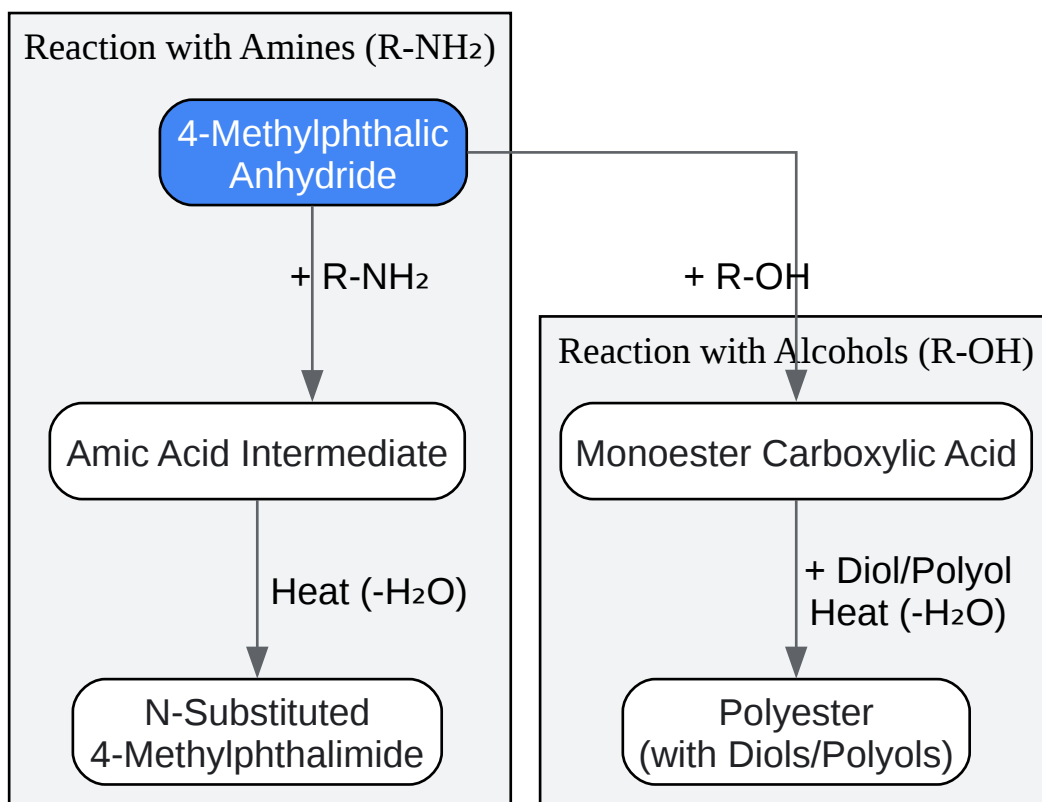 Reaction with Amines (R-NH₂)
4-Methylphthalic
Anhydride
+ R-NH₂
Amic Acid Intermediate
Heat (-H₂O)
N-Substituted
4-Methylphthalimide
+ R-OH
Reaction with Alcohols (R-OH)
Monoester Carboxylic Acid
+ Diol/Polyol
Heat (-H₂O)
Polyester
(with Diols/Polyols)